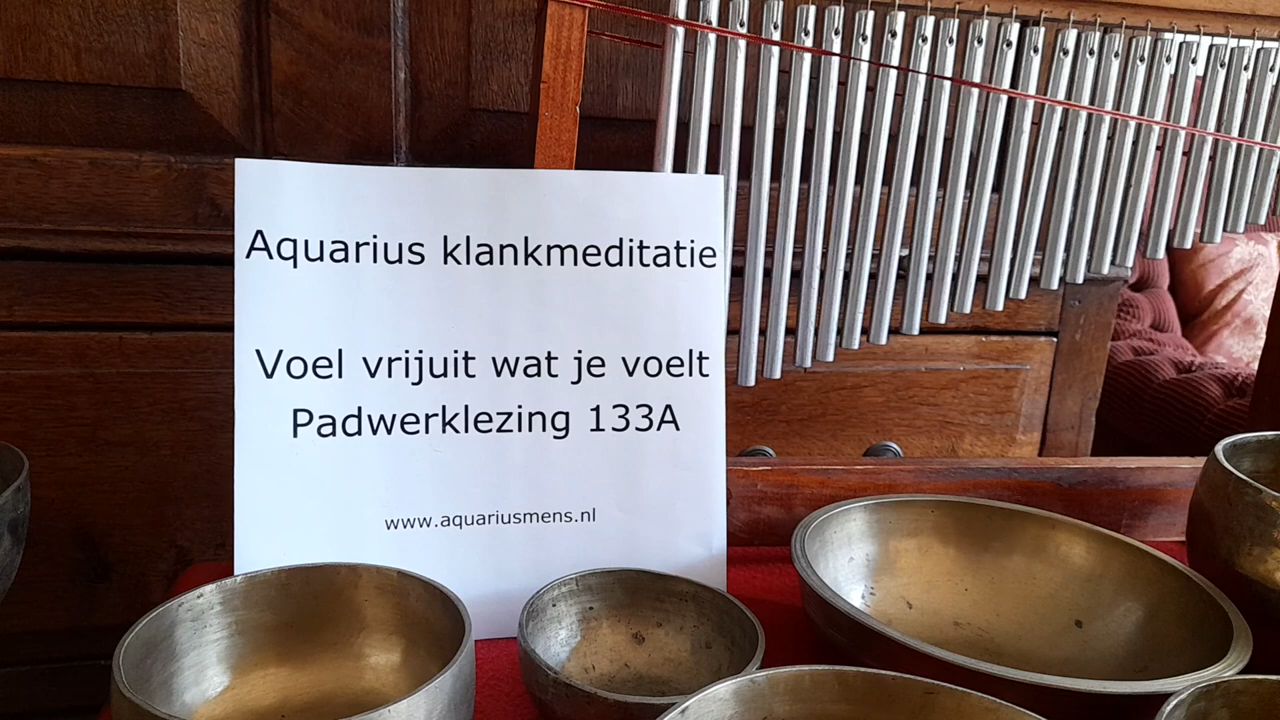 Aquarius klankmeditatie
Voel vrijuit wat je voelt
Padwerklezing 133A
www.aquariusmens.nl